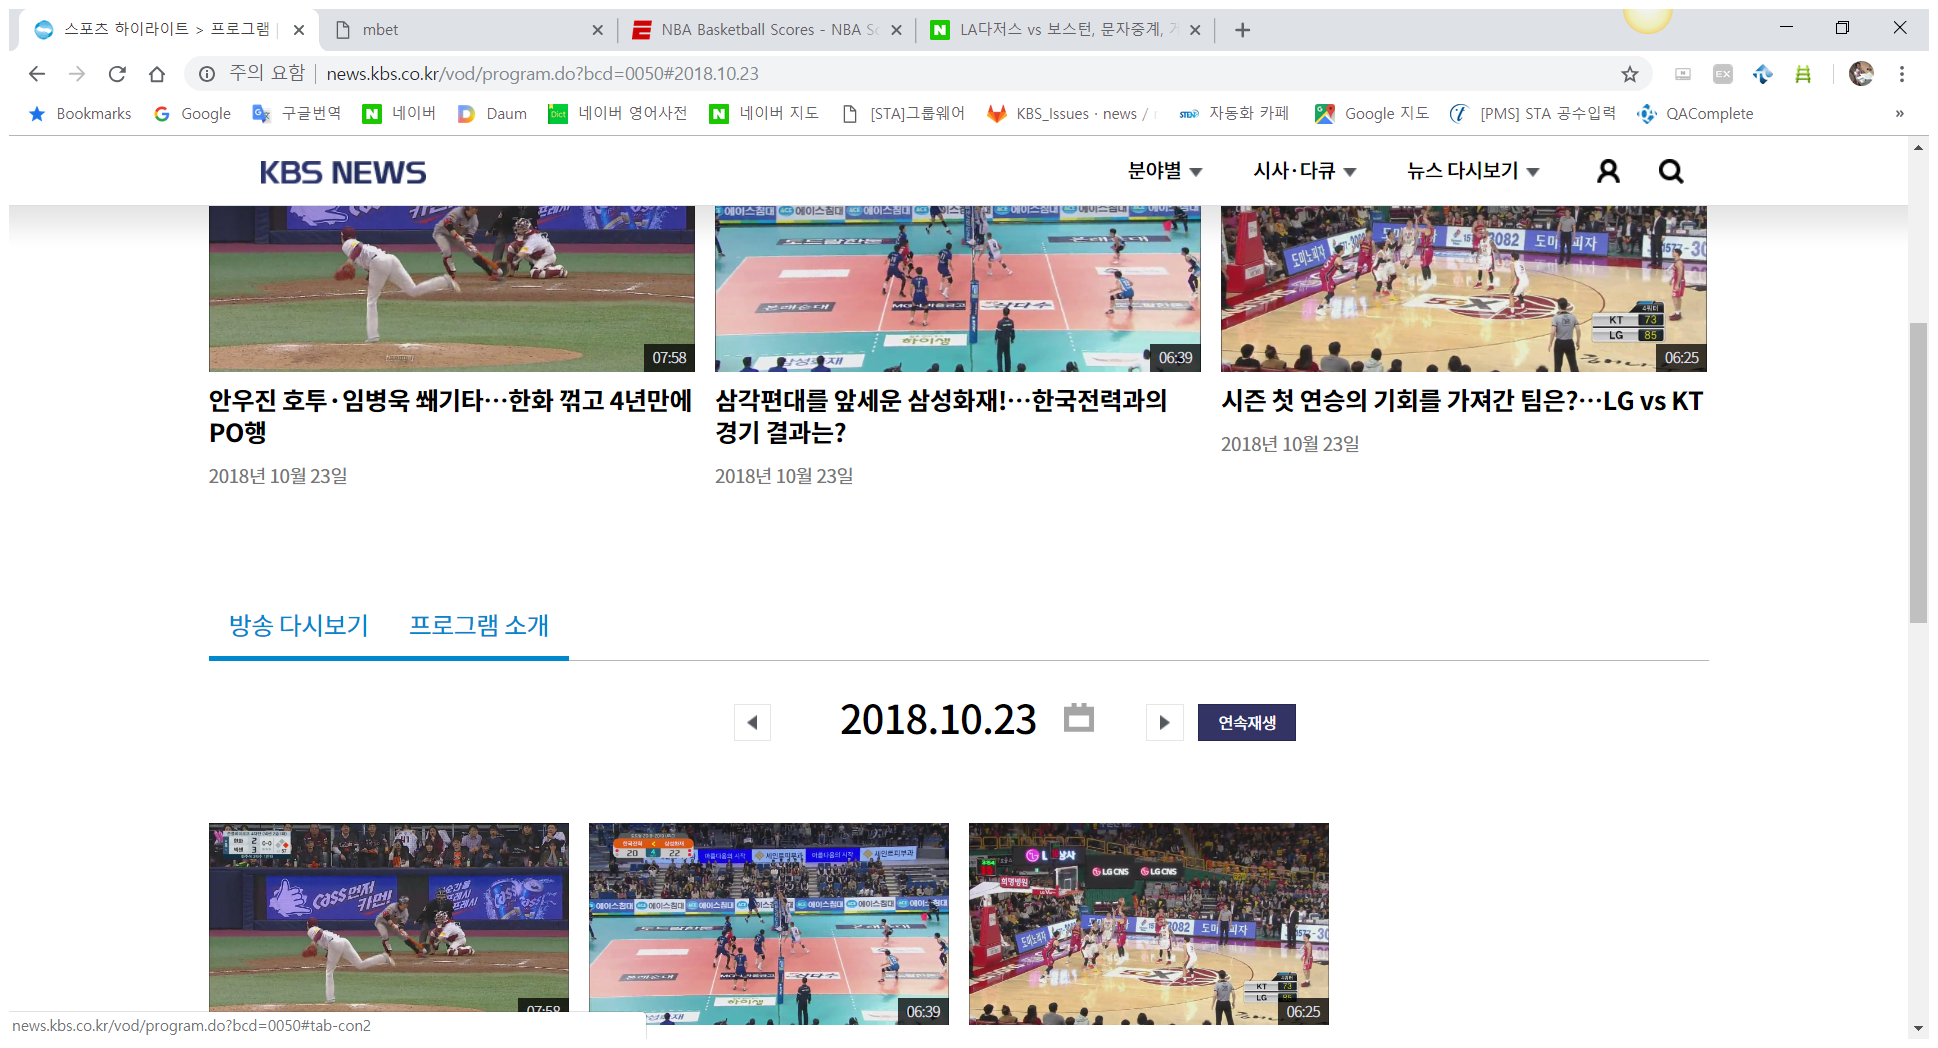 스포츠 하이라이트 > 프로그램
mbet
NBA Basketball Scores - NBA Sc
LA다저스 vs 보스턴, 문자중계,
주의 요함
news.kbs.co.kr/vod/program.do?bcd=0050#2018.10.23
Bookmarks
Google
구글번역
네이버
Daum
네이버 영어사전
네이버 지도
[STA]그룹웨어
KBS_Issues · news /
자동화 카페
Google 지도
[PMS] STA 공수입력
QAComplete
»
KBS NEWS
분야별
시사·다큐
뉴스 다시보기
07:58
06:39
KT 73
LG 85
06:25
안우진 호투·임병욱 쐐기타…한화 꺾고 4년만에
PO행
2018년 10월 23일
삼각편대를 앞세운 삼성화재!…한국전력과의
경기 결과는?
2018년 10월 23일
시즌 첫 연승의 기회를 가져간 팀은?…LG vs KT
2018년 10월 23일
방송 다시보기
프로그램 소개
2018.10.23
연속재생
07:58
06:39
06:25
news.kbs.co.kr/vod/program.do?bcd=0050#tab-con2